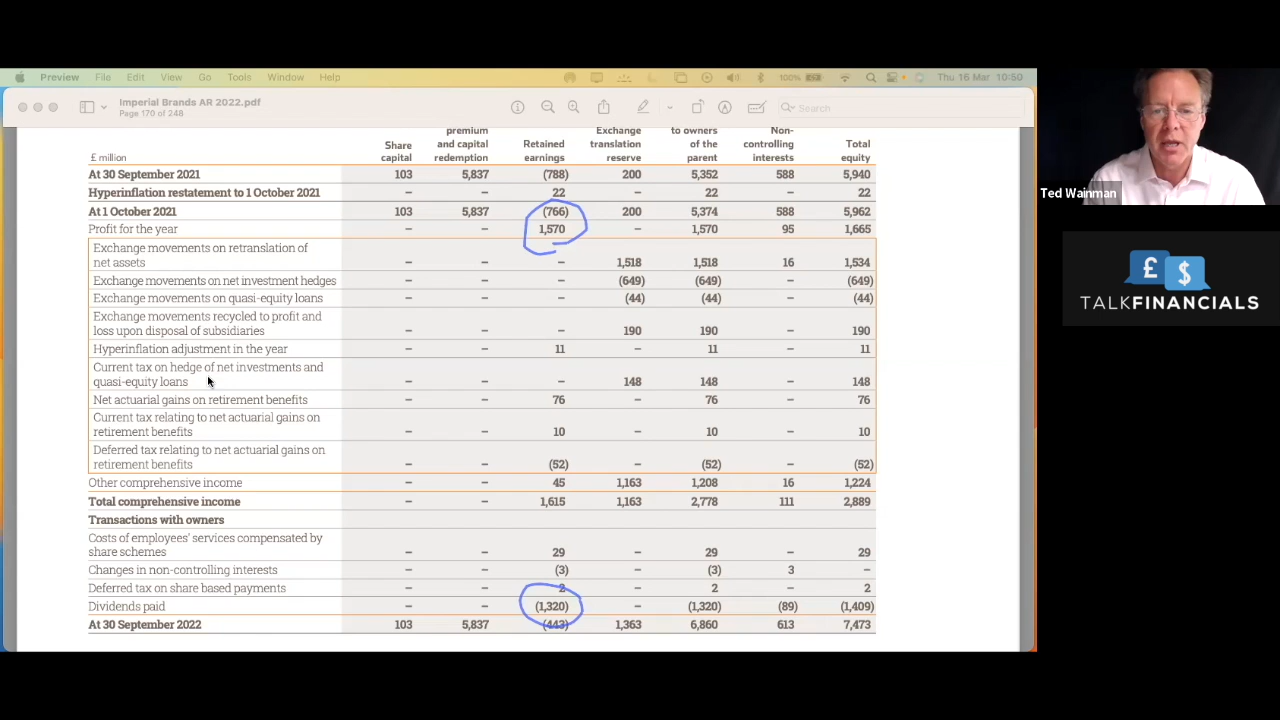 Preview File Edit View Go Tools Window Help 100% Thu 16 Mar 10:50
Imperial Brands AR 2022.pdf
Page 170 of 248
Search
Ted Wainman
£ $
TALKFINANCIALS
premium Exchange to owners Non-
Share and capital Retained translation of the controlling Total
£ million capital redemption earnings reserve parent interests equity
At 30 September 2021 103 5,837 (788) 200 5,352 588 5,940
Hyperinflation restatement to 1 October 2021 – – 22 – 22 – 22
At 1 October 2021 103 5,837 (766) 200 5,374 588 5,962
Profit for the year – – 1,570 – 1,570 95 1,665
Exchange movements on retranslation of
net assets – – – 1,518 1,518 16 1,534
Exchange movements on net investment hedges – – – (649) (649) – (649)
Exchange movements on quasi-equity loans – – – (44) (44) – (44)
Exchange movements recycled to profit and
loss upon disposal of subsidiaries – – – 190 190 – 190
Hyperinflation adjustment in the year – – 11 – 11 – 11
Current tax on hedge of net investments and
quasi-equity loans – – – 148 148 – 148
Net actuarial gains on retirement benefits – – 76 – 76 – 76
Current tax relating to net actuarial gains on
retirement benefits – – 10 – 10 – 10
Deferred tax relating to net actuarial gains on
retirement benefits – – (52) – (52) – (52)
Other comprehensive income – – 45 1,163 1,208 16 1,224
Total comprehensive income – – 1,615 1,163 2,778 111 2,889
Transactions with owners
Costs of employees' services compensated by
share schemes – – 29 – 29 – 29
Changes in non-controlling interests – – (3) – (3) 3 –
Deferred tax on share based payments – – 2 – 2 – 2
Dividends paid – – (1,320) – (1,320) (89) (1,409)
At 30 September 2022 103 5,837 (443) 1,363 6,860 613 7,473